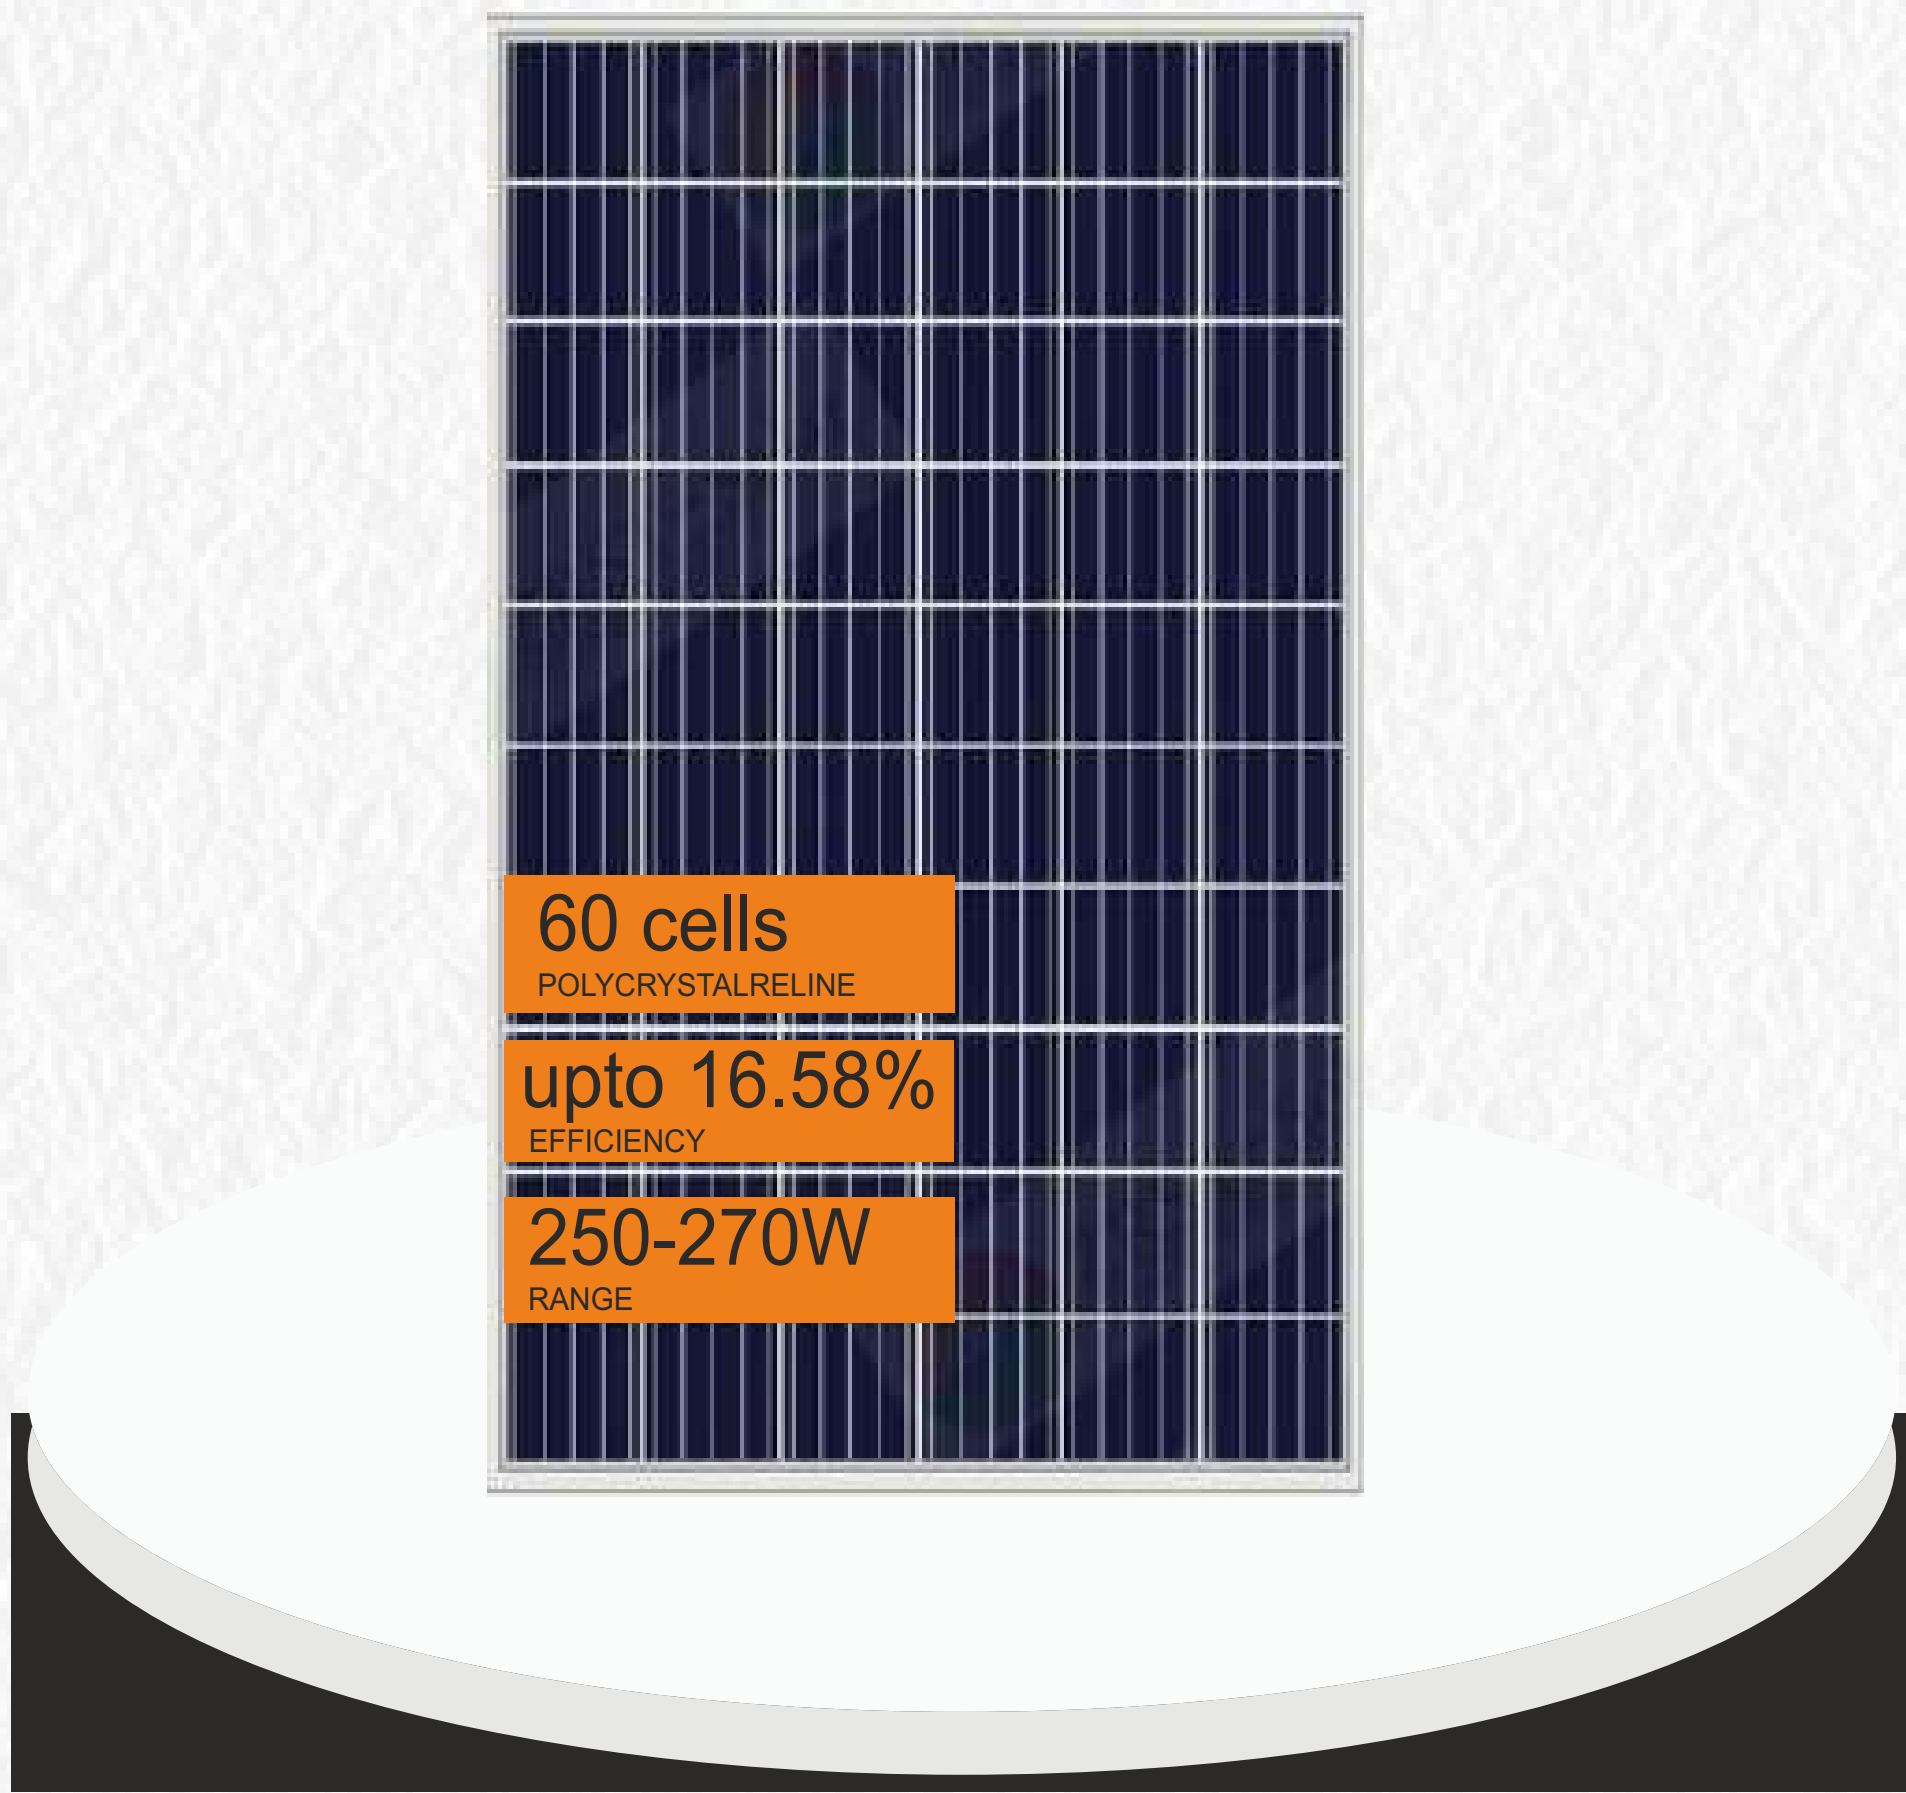 60 cells
POLYCRYSTALRELINE
upto 16.58%
EFFICIENCY
250-270W
RANGE